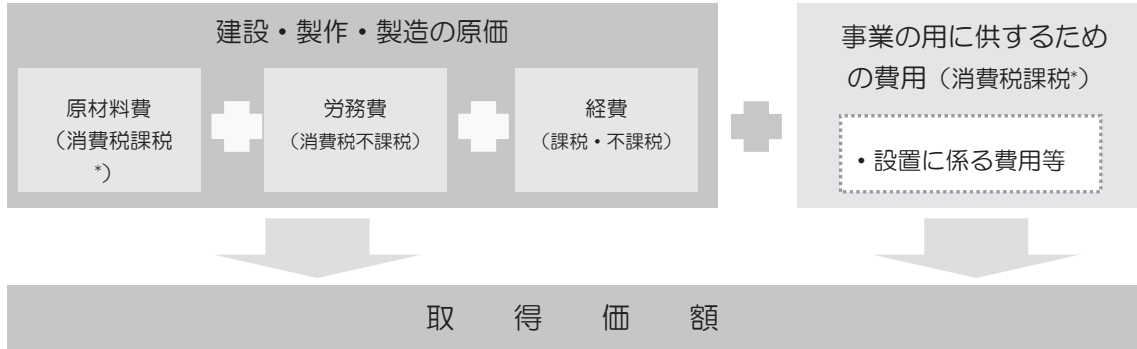 建設・製作・製造の原価
原材料費
（消費税課税
*）
労務費
（消費税不課税）
経費
（課税・不課税）
事業の用に供するため
の費用（消費税課税*）
・設置に係る費用等
取得価額